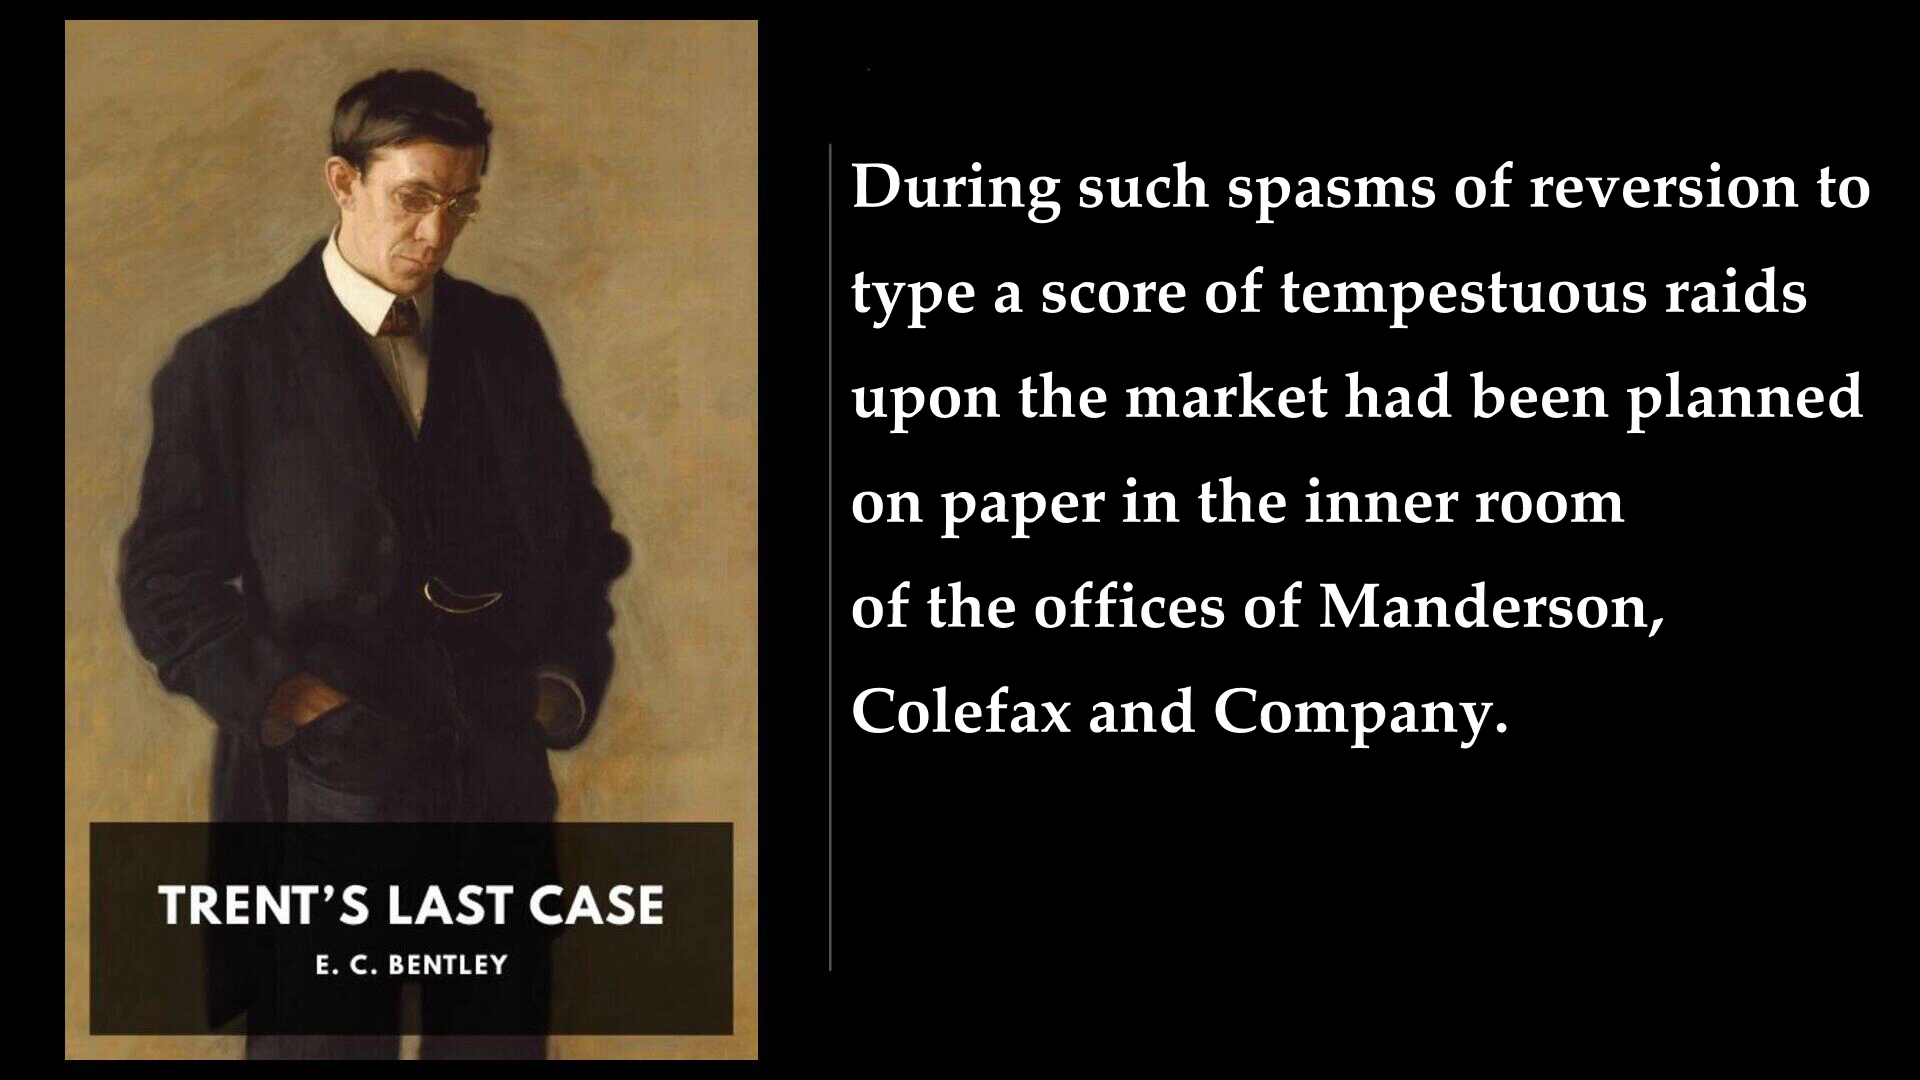 TRENT’S LAST CASE
E. C. BENTLEY
During such spasms of reversion to
type a score of tempestuous raids
upon the market had been planned
on paper in the inner room
of the offices of Manderson,
Colefax and Company.